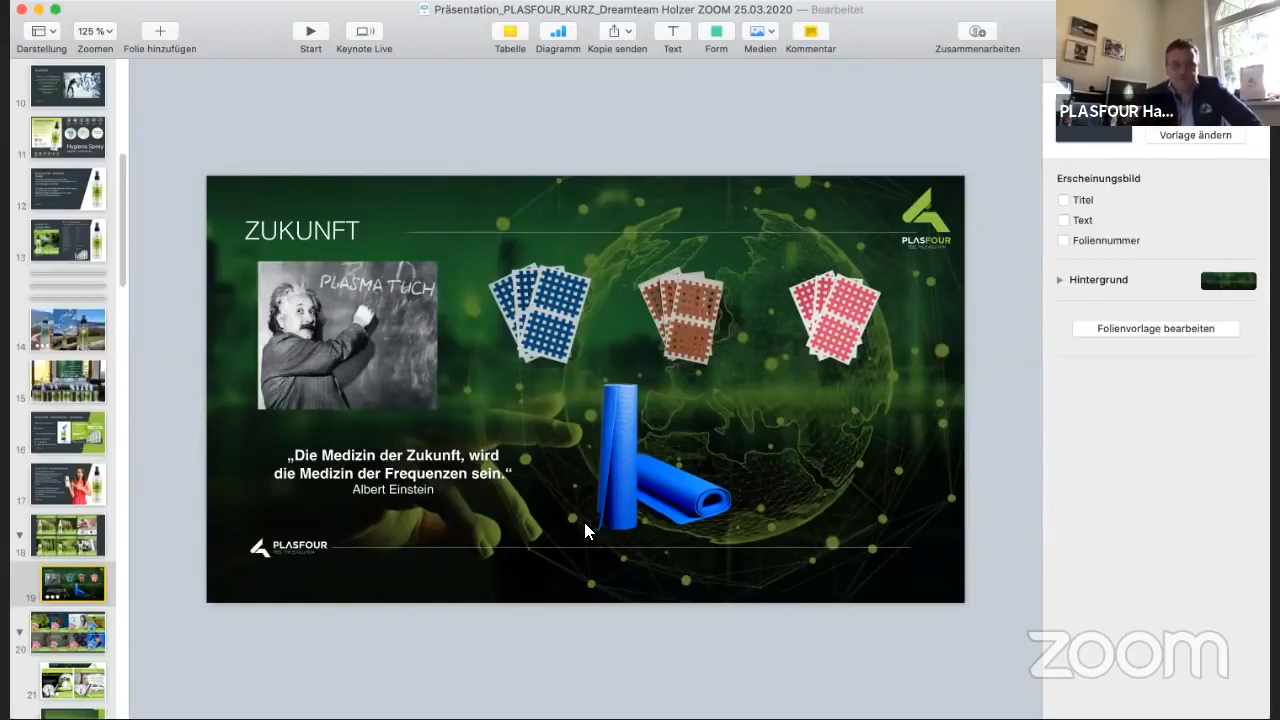 Präsentation_PLASFOUR_KURZ_Dreamteam Holzer ZOOM 25.03.2020 — Bearbeitet
125 %
Darstellung
Zoomen
Folie hinzufügen
Start
Keynote Live
Tabelle
Diagramm
Kopie senden
Text
Form
Medien
Kommentar
Zusammenarbeiten
PLASFOUR Ha...
Vorlage ändern
Erscheinungsbild
Titel
Text
Foliennummer
Hintergrund
Folienvorlage bearbeiten
10
11
Hygiene Spray
12
13
14
15
16
17
18
19
20
21
ZUKUNFT
PLASFOUR
PLASMA TUCH
„Die Medizin der Zukunft, wird
die Medizin der Frequenzen sein.“
Albert Einstein
PLASFOUR
zoom